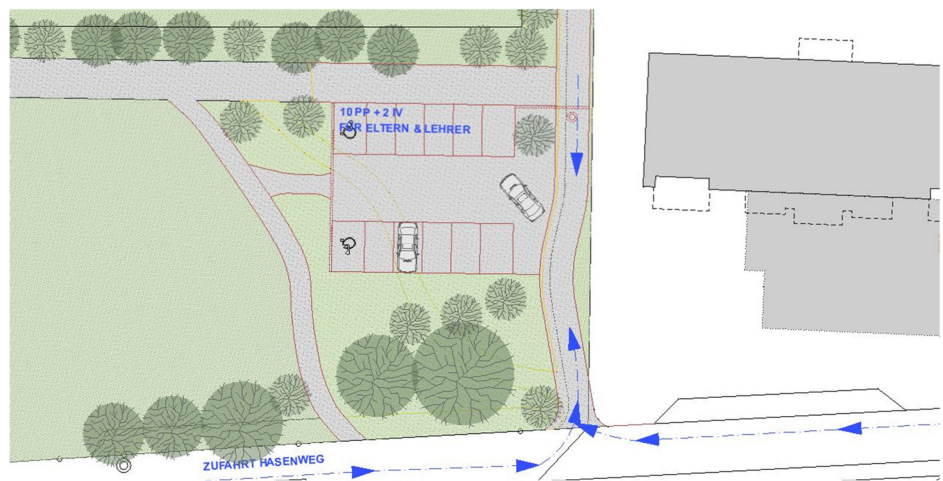 10 PP + 2 IV
FÜR ELTERN & LEHRER
ZUFAHRT HASENWEG